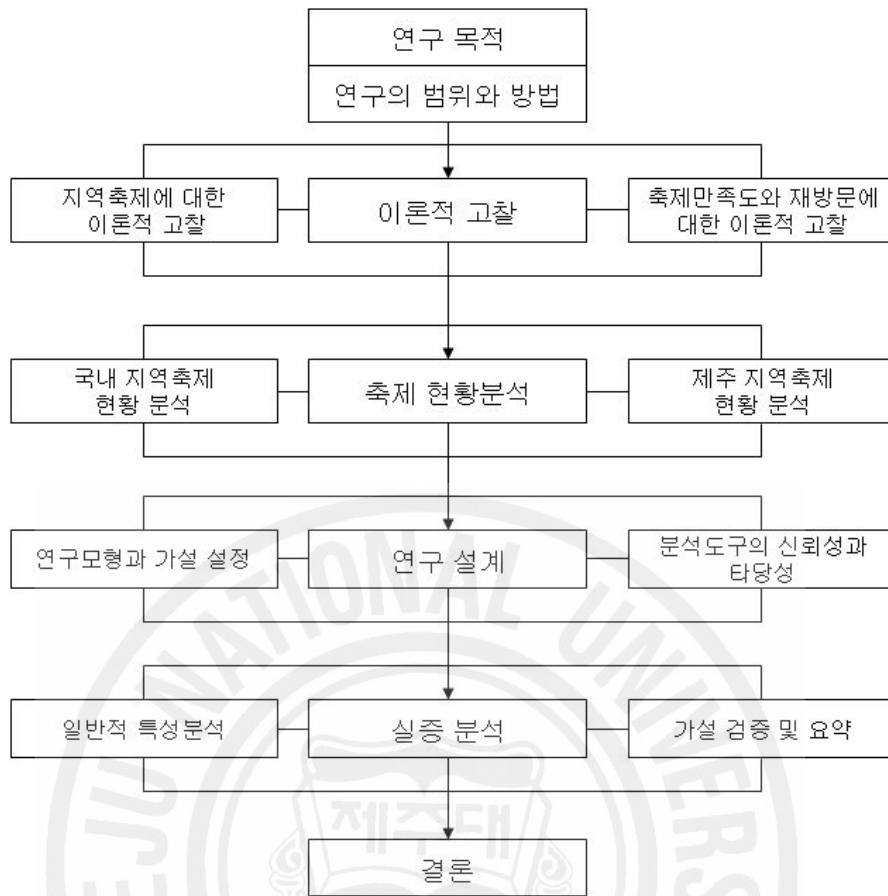 연구 목적
연구의 범위와 방법
지역축제에 대한
이론적 고찰
이론적 고찰
축제만족도와 재방문에
대한 이론적 고찰
국내 지역축제
현황 분석
축제 현황분석
제주 지역축제
현황 분석
연구모형과 가설 설정
연구 설계
분석도구의 신뢰성과
타당성
일반적 특성분석
실증 분석
가설 검증 및 요약
결론
JEJU NATIONAL UNIVERS
제주대